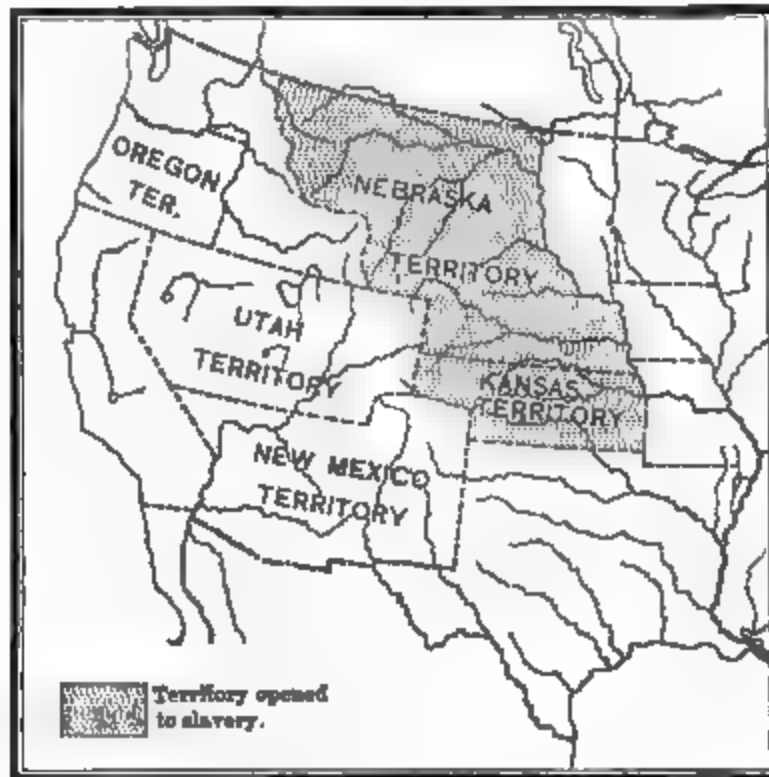 OREGON
TER.
NEBRASKA
TERRITORY
UTAH
TERRITORY
KANSAS
TERRITORY
NEW MEXICO
TERRITORY
Territory opened
to slavery.